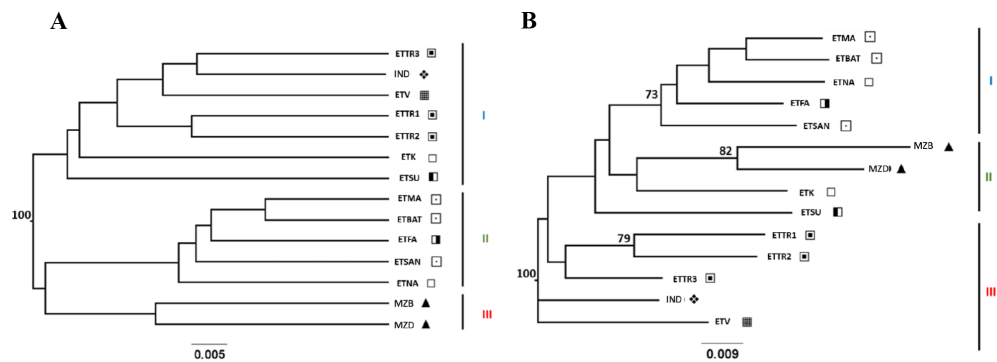 A
ETTR3
IND
ETV
ETTR1
ETTR2
ETK
ETSU
I
ETMA
ETBAT
ETFA
ETSAN
ETNA
II
MZB
MZD
III
100
0.005
B
ETMA
ETBAT
ETNA
ETFA
ETSAN
I
73
MZB
82
MZDI
ETK
ETSU
II
ETTR1
79
ETTR2
ETTR3
IND
ETV
III
100
0.009